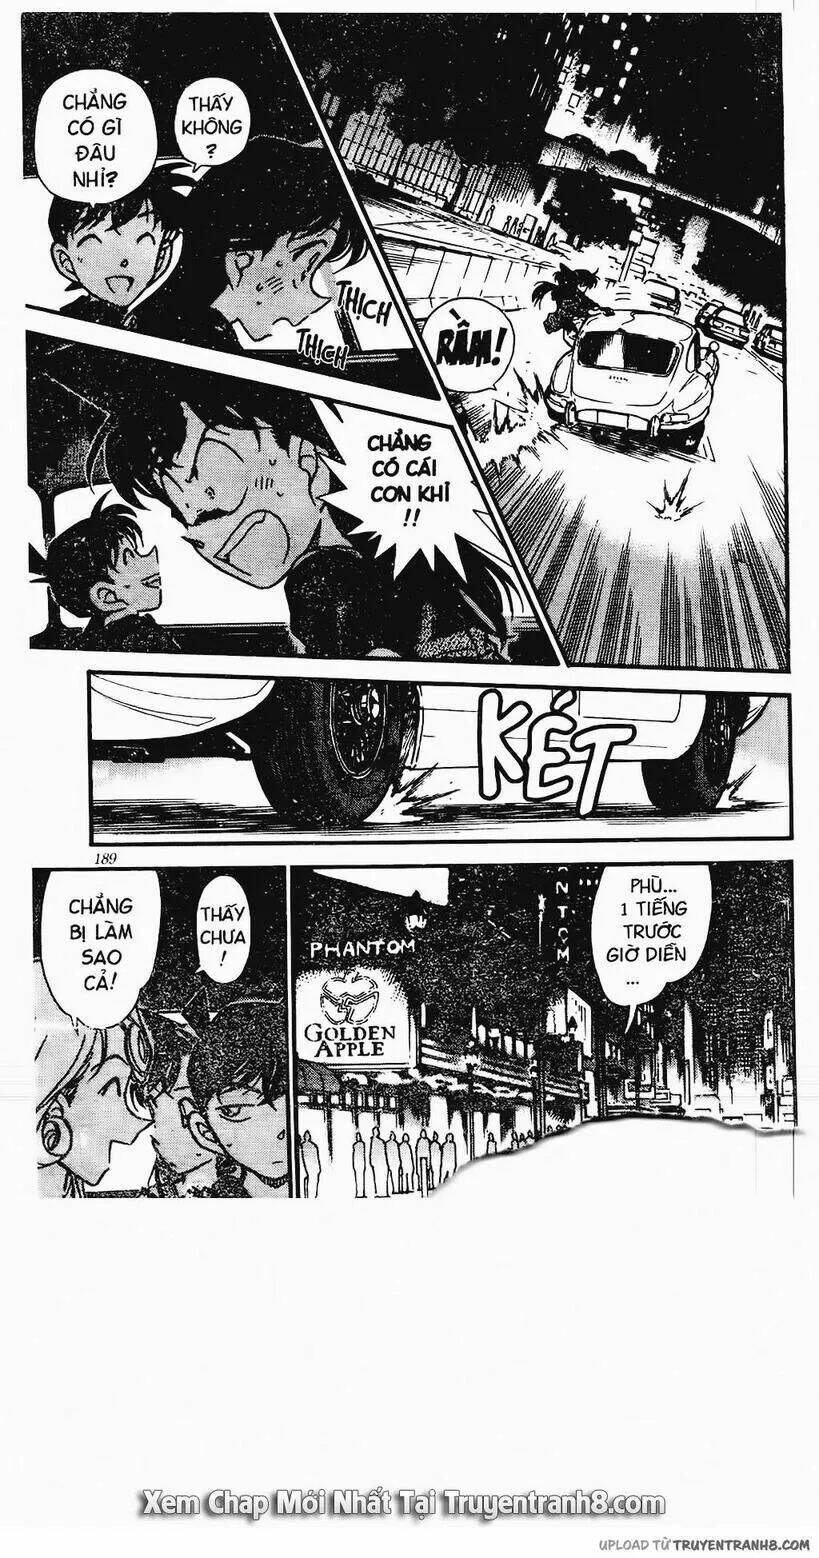 THẤY
KHÔNG
?
CHẲNG
CÓ GÌ
ĐÂU
NHỈ?
THỊCH
THỊCH
RẦM!
CHẲNG
CÓ CÁI
CON KHỈ
!!
KÉT
189
THẤY
CHƯA
!
CHẲNG
BỊ LÀM
SAO
CẢ!
PHÙ...
1 TIẾNG
TRƯỚC
GIỜ DIỄN
...
PHANTOM
GOLDEN
APPLE
NTOM
Xem Chap Mới Nhất Tại Truyentranh8.com
UPLOAD TỪ TRUYENTRANH8.COM